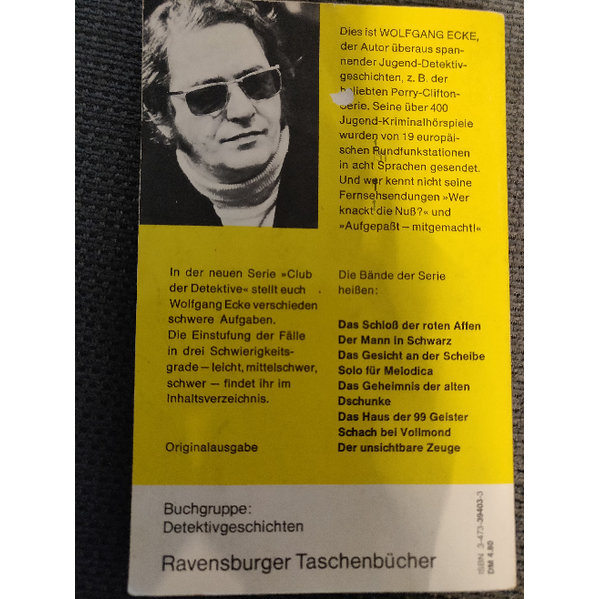 Dies ist WOLFGANG ECKE,
der Autor überaus span-
nender Jugend-Detektiv-
geschichten, z. B. der
beliebten Perry-Clifton-
Serie. Seine über 400
Jugend-Kriminalhörspiele
wurden von 19 europäi-
schen Rundfunkstationen
in acht Sprachen gesendet.
Und wer kennt nicht seine
Fernsehsendungen »Wer
knackt die Nuß?« und
»Aufgepaßt — mitgemacht!«
In der neuen Serie »Club
der Detektive« stellt euch
Wolfgang Ecke verschieden
schwere Aufgaben.
Die Einstufung der Fälle
in drei Schwierigkeits-
grade — leicht, mittelschwer,
schwer — findet ihr im
Inhaltsverzeichnis.
Originalausgabe
Die Bände der Serie
heißen:
Das Schloß der roten Affen
Der Mann in Schwarz
Das Gesicht an der Scheibe
Solo für Melodica
Das Geheimnis der alten
Dschunke
Das Haus der 99 Geister
Schach bei Vollmond
Der unsichtbare Zeuge
Buchgruppe:
Detektivgeschichten
Ravensburger Taschenbücher
ISBN 3-473-39403-3
DM 4.80